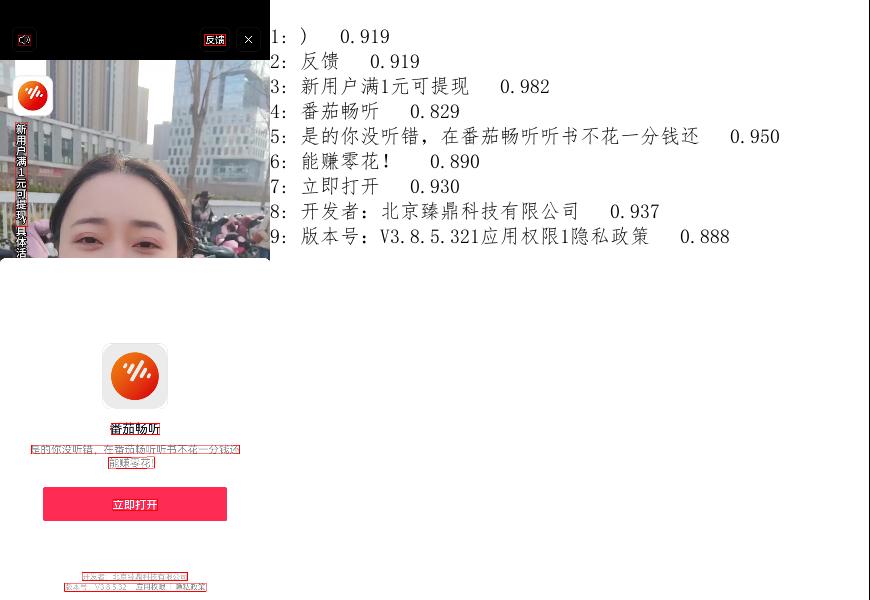 反馈
新用户满1元可提现,具体活
番茄畅听
是的你没听错，在番茄畅听听书不花一分钱还
能赚零花!
立即打开
开发者：北京臻鼎科技有限公司
版本号：V3.8.5.32 应用权限 | 隐私政策
1: ) 0.919
2: 反馈 0.919
3: 新用户满1元可提现 0.982
4: 番茄畅听 0.829
5: 是的你没听错，在番茄畅听听书不花一分钱还 0.950
6: 能赚零花! 0.890
7: 立即打开 0.930
8: 开发者：北京臻鼎科技有限公司 0.937
9: 版本号：V3.8.5.321应用权限1隐私政策 0.888